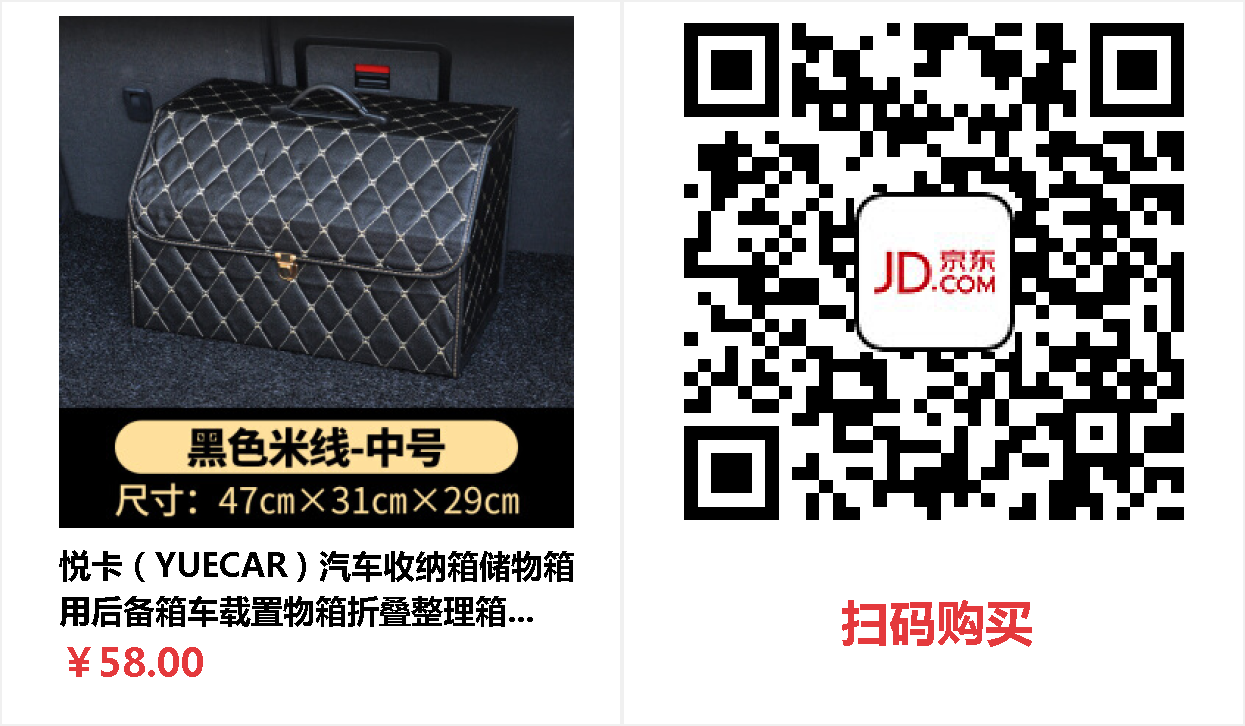 黑色米线-中号
尺寸：47cm×31cm×29cm
悦卡（YUECAR）汽车收纳箱储物箱
用后备箱车载置物箱折叠整理箱...
￥58.00
JD京东
.COM
扫码购买